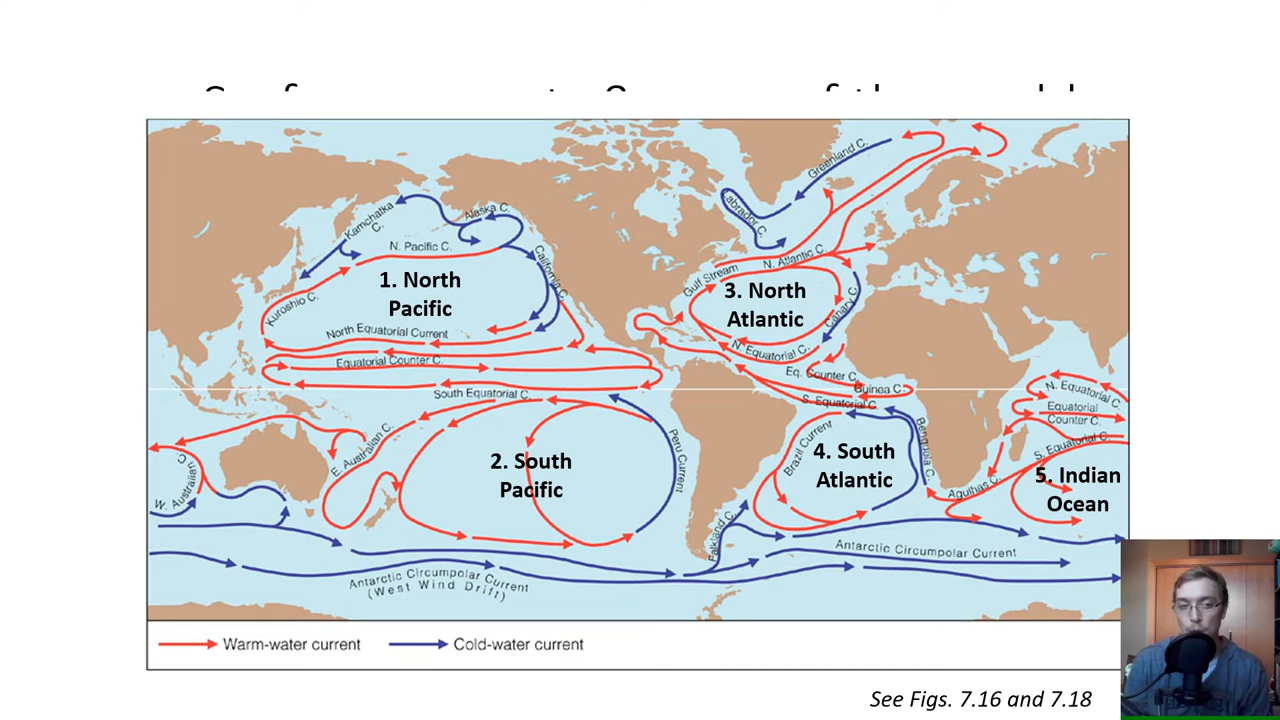 Greenland C.
Labrador C.
Kamchatka
C.
Alaska C.
N. Pacific C.
California C.
Gulf Stream
N. Atlantic C.
1. North
Pacific
3. North
Atlantic
Canary C.
Kuroshio C.
North Equatorial Current
N. Equatorial C.
Equatorial Counter C.
Eq. Counter C.
Guinea C.
N. Equatorial C.
Equatorial
Counter C.
South Equatorial C.
S. Equatorial C.
S. Equatorial C.
E. Australian C.
2. South
Pacific
Peru Current
Brazil Current
4. South
Atlantic
Benguela C.
5. Indian
Ocean
W. Australian C.
Agulhas C.
Falkland C.
Antarctic Circumpolar Current
(West Wind Drift)
Antarctic Circumpolar Current
Warm-water current
Cold-water current
See Figs. 7.16 and 7.18